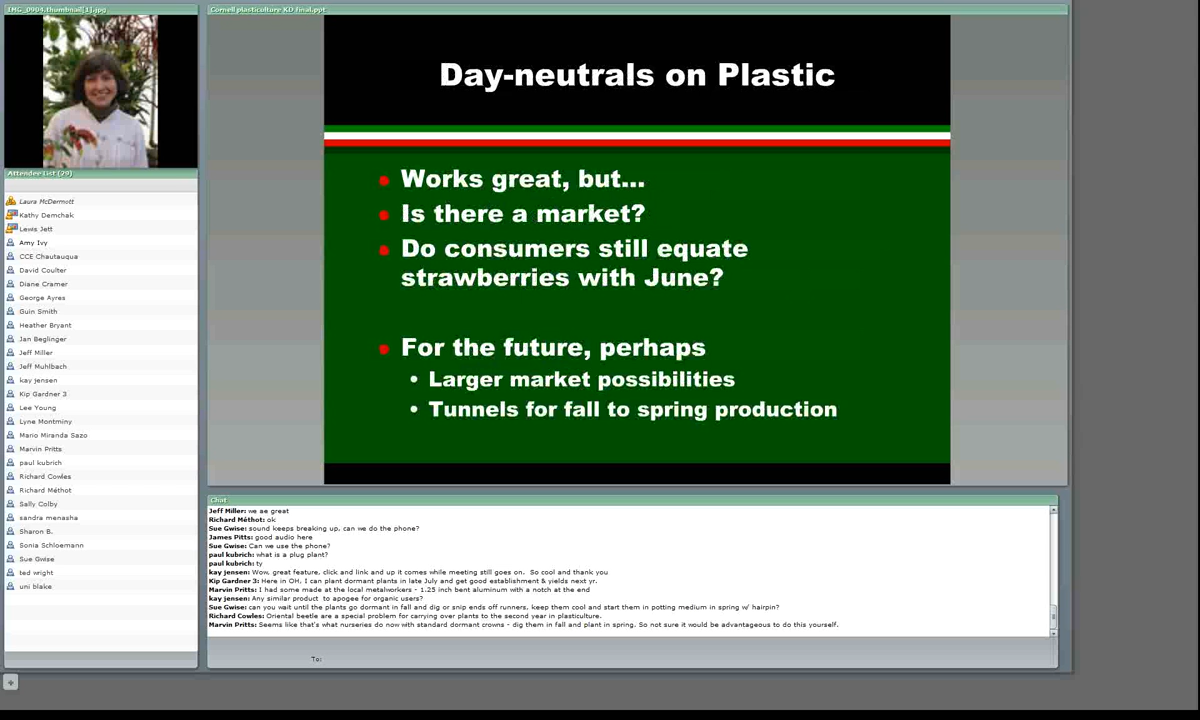 IMG_0904.thumbnail[1].jpg
Attendee List (29)
Laura McDermott
Kathy Demchak
Lewis Jett
Amy Ivy
CCE Chautauqua
David Coulter
Diane Cramer
George Ayres
Guin Smith
Heather Bryant
Jan Beglinger
Jeff Miller
Jeff Muhlbach
kay jensen
Kip Gardner 3
Lee Young
Lyne Montminy
Mario Miranda Sazo
Marvin Pritts
paul kubrich
Richard Cowles
Richard Méthot
Sally Colby
sandra menasha
Sharon B.
Sonia Schloemann
Sue Gwise
ted wright
uni blake
Cornell plasticulture KD final.ppt
Day-neutrals on Plastic
Works great, but...
Is there a market?
Do consumers still equate
strawberries with June?
For the future, perhaps
• Larger market possibilities
• Tunnels for fall to spring production
Chat
Jeff Miller: we ae great
Richard Méthot: ok
Sue Gwise: sound keeps breaking up, can we do the phone?
James Pitts: good audio here
Sue Gwise: Can we use the phone?
paul kubrich: what is a plug plant?
paul kubrich: ty
kay jensen: Wow, great feature, click and link and up it comes while meeting still goes on.  So cool and thank you
Kip Gardner 3: Here in OH, I can plant dormant plants in late July and get good establishment & yields next yr.
Marvin Pritts: I had some made at the local metalworkers - 1.25 inch bent aluminum with a notch at the end
kay jensen: Any similar product  to apogee for organic users?
Sue Gwise: can you wait until the plants go dormant in fall and dig or snip ends off runners, keep them cool and start them in potting medium in spring w/ hairpin?
Richard Cowles: Oriental beetle are a special problem for carrying over plants to the second year in plasticulture.
Marvin Pritts: Seems like that's what nurseries do now with standard dormant crowns - dig them in fall and plant in spring. So not sure it would be advantageous to do this yourself.
To: